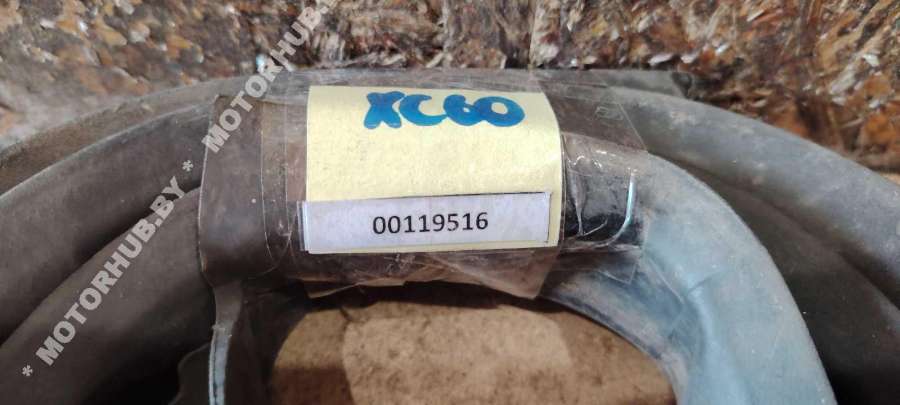 XC60
00119516
* MOTORHUB.BY * MOTORHUB.BY *